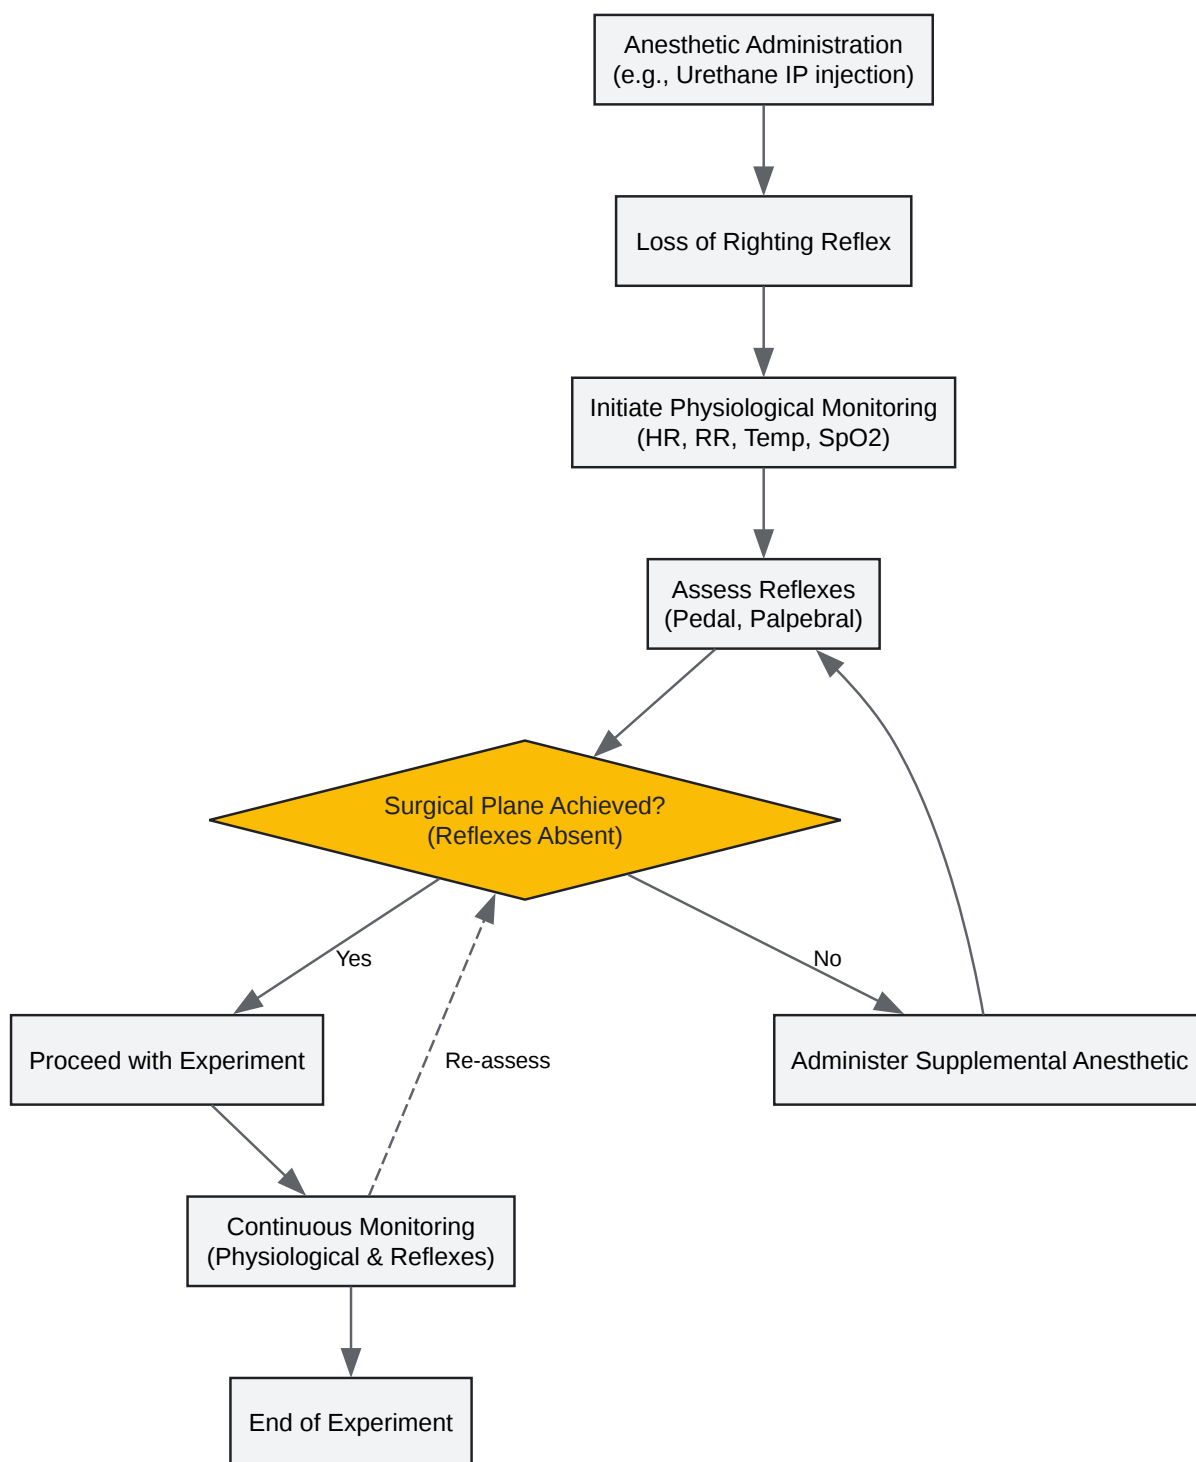 Anesthetic Administration
(e.g., Urethane IP injection)
Loss of Righting Reflex
Initiate Physiological Monitoring
(HR, RR, Temp, SpO2)
Assess Reflexes
(Pedal, Palpebral)
Surgical Plane Achieved?
(Reflexes Absent)
Yes
No
Proceed with Experiment
Re-assess
Administer Supplemental Anesthetic
Continuous Monitoring
(Physiological & Reflexes)
End of Experiment